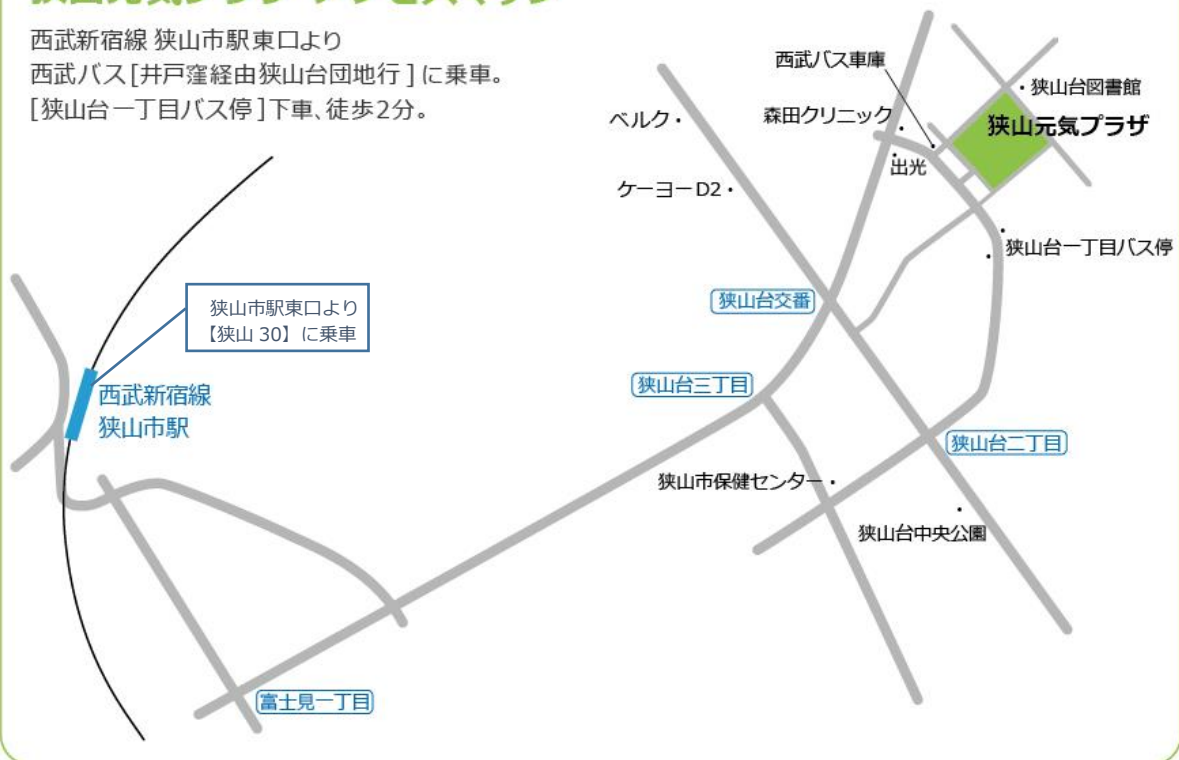 西武新宿線 狭山市駅東口より
西武バス[井戸窪経由狭山台団地行]に乗車。
[狭山台一丁目バス停]下車、徒歩2分。
西武バス車庫
・狭山台図書館
ベルク・
森田クリニック
狭山元気プラザ
出光
ケーヨーD2・
狭山台一丁目バス停
狭山台交番
狭山市駅東口より
【狭山 30】に乗車
狭山台三丁目
西武新宿線
狭山市駅
狭山台二丁目
狭山市保健センター・
狭山台中央公園
富士見一丁目